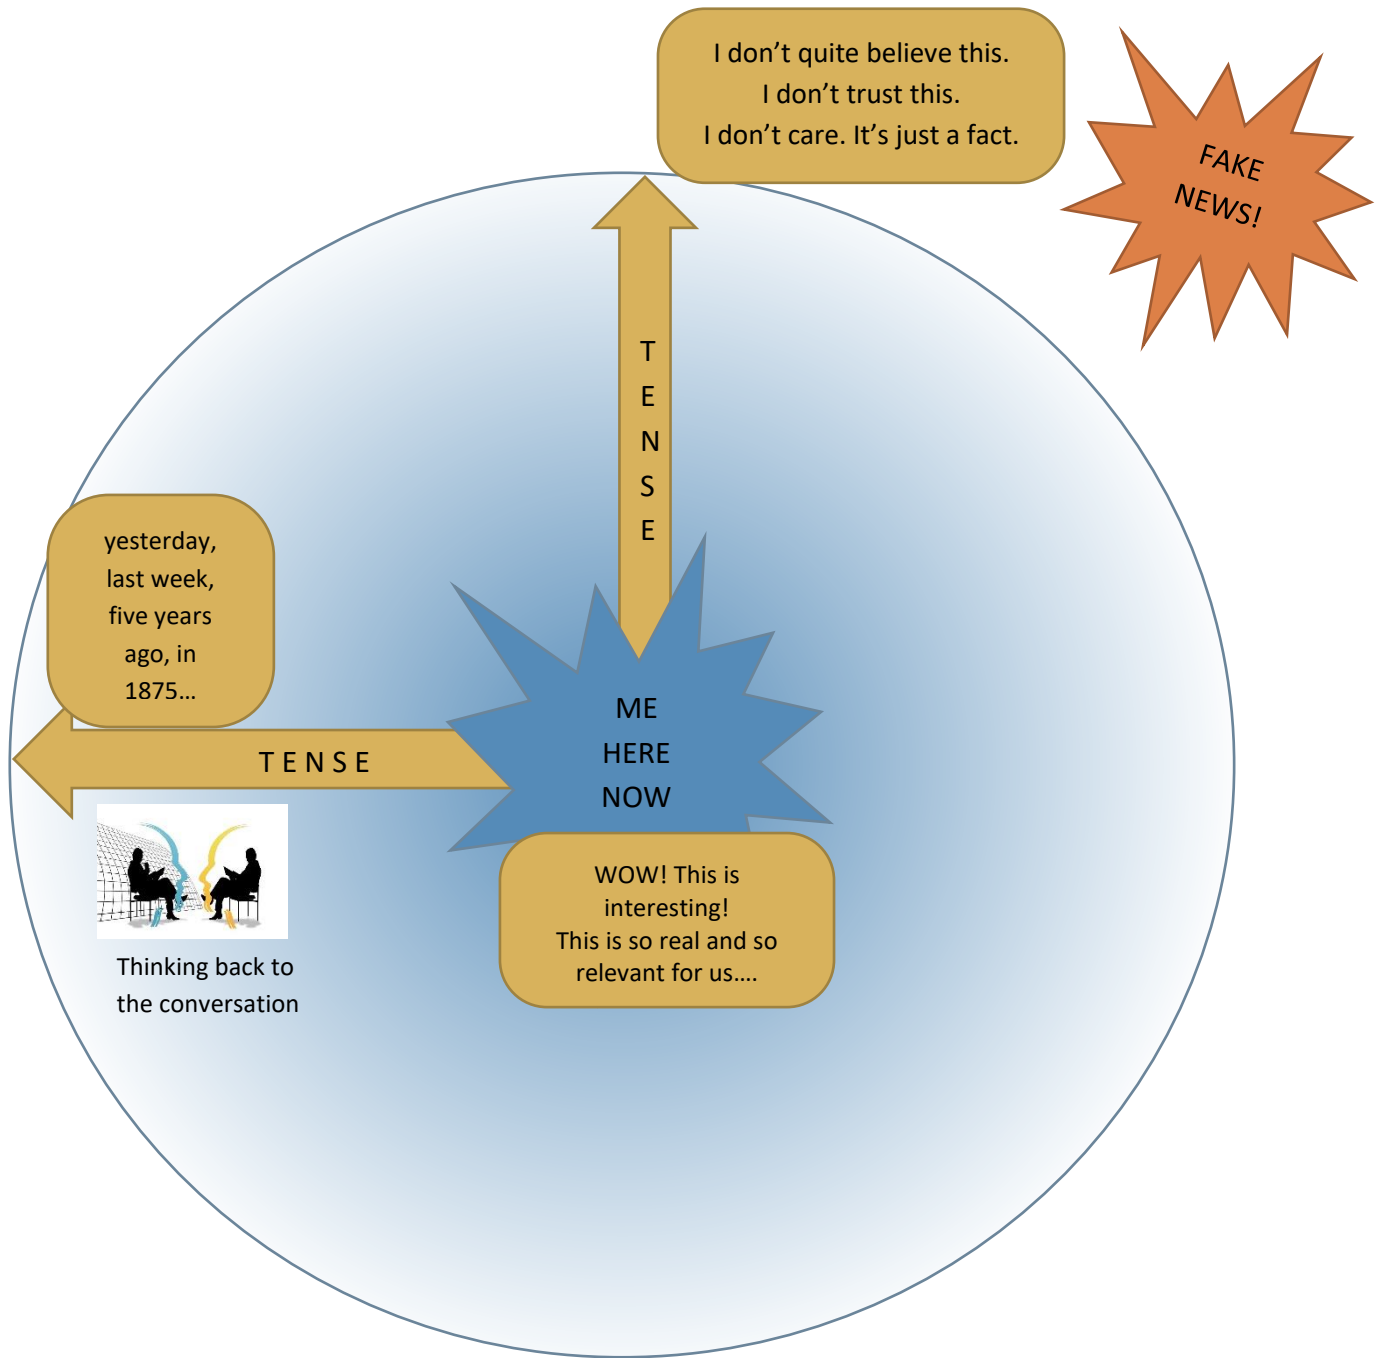 I don’t quite believe this.
I don’t trust this.
I don’t care. It’s just a fact.
FAKE
NEWS!
T
E
N
S
E
yesterday,
last week,
five years
ago, in
1875…
T E N S E
ME
HERE
NOW
WOW! This is
interesting!
This is so real and so
relevant for us….
Thinking back to
the conversation